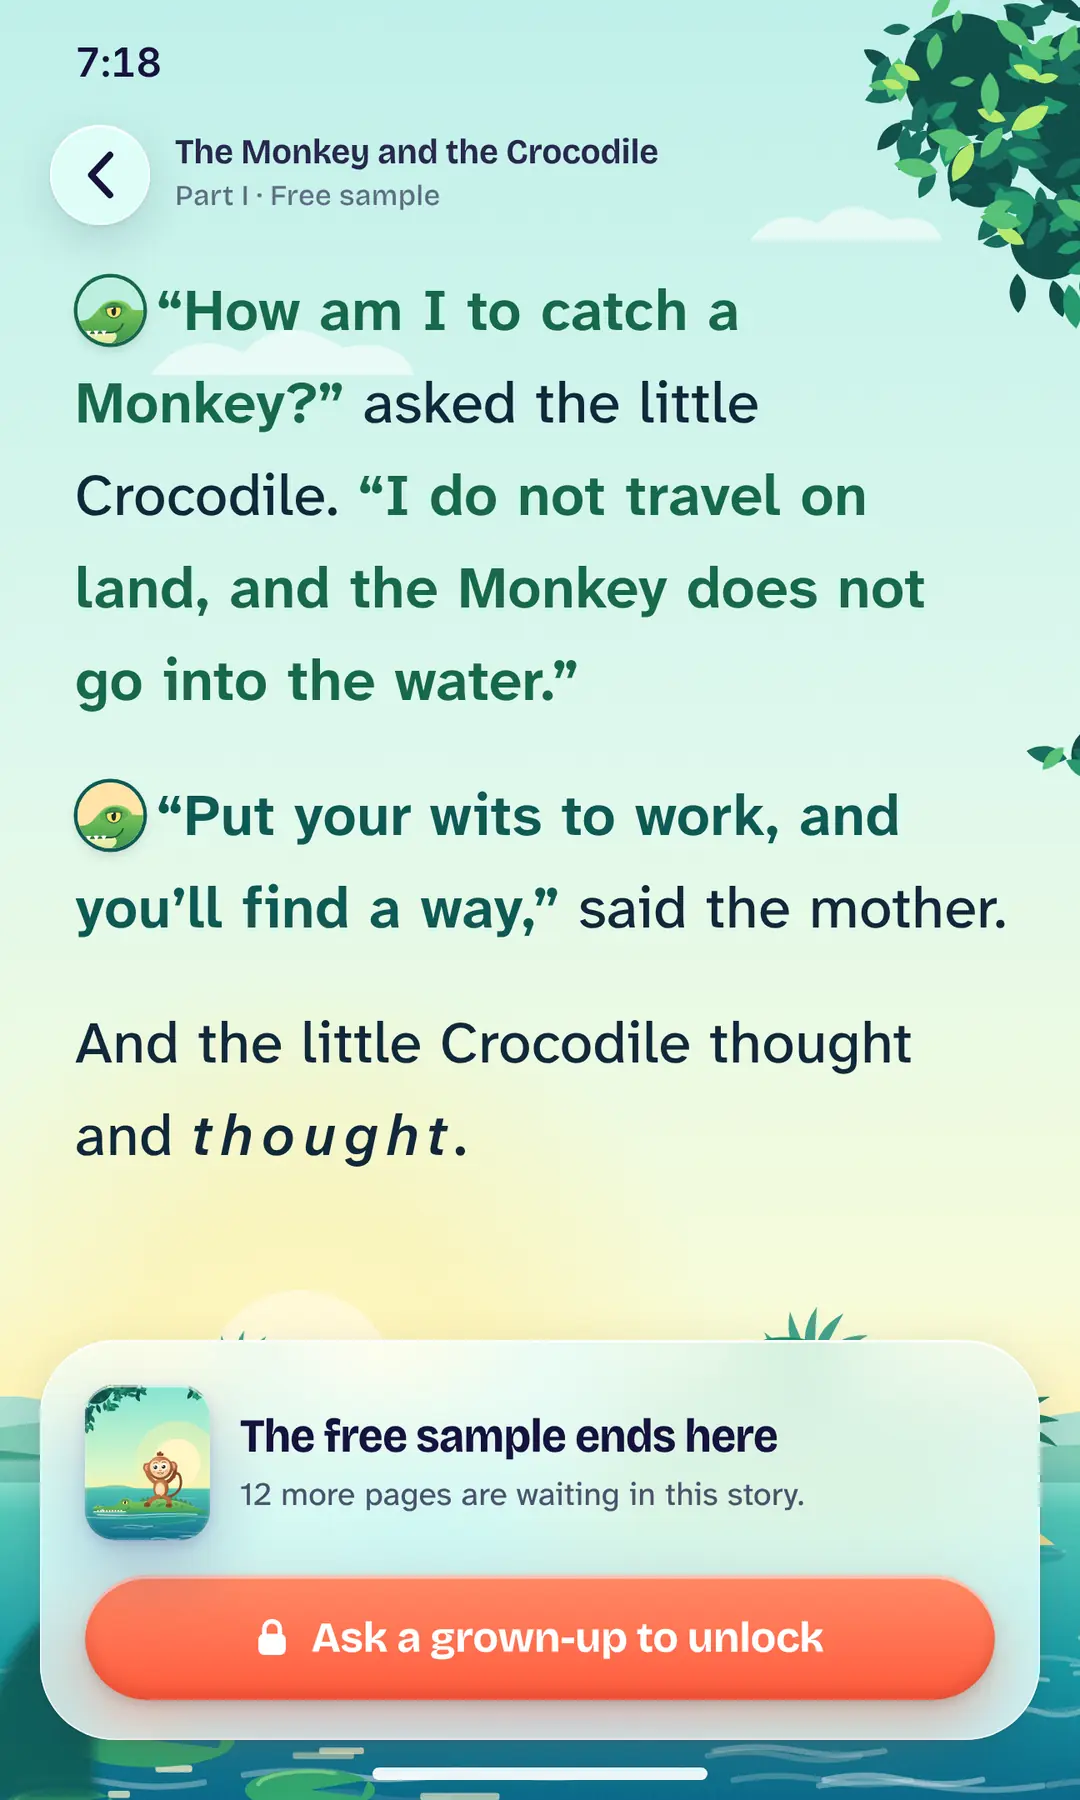 7:18
The Monkey and the Crocodile
Part I · Free sample
“How am I to catch a
Monkey?” asked the little
Crocodile. “I do not travel on
land, and the Monkey does not
go into the water.”
“Put your wits to work, and
you’ll find a way,” said the mother.
And the little Crocodile thought
and thought.
The free sample ends here
12 more pages are waiting in this story.
Ask a grown-up to unlock